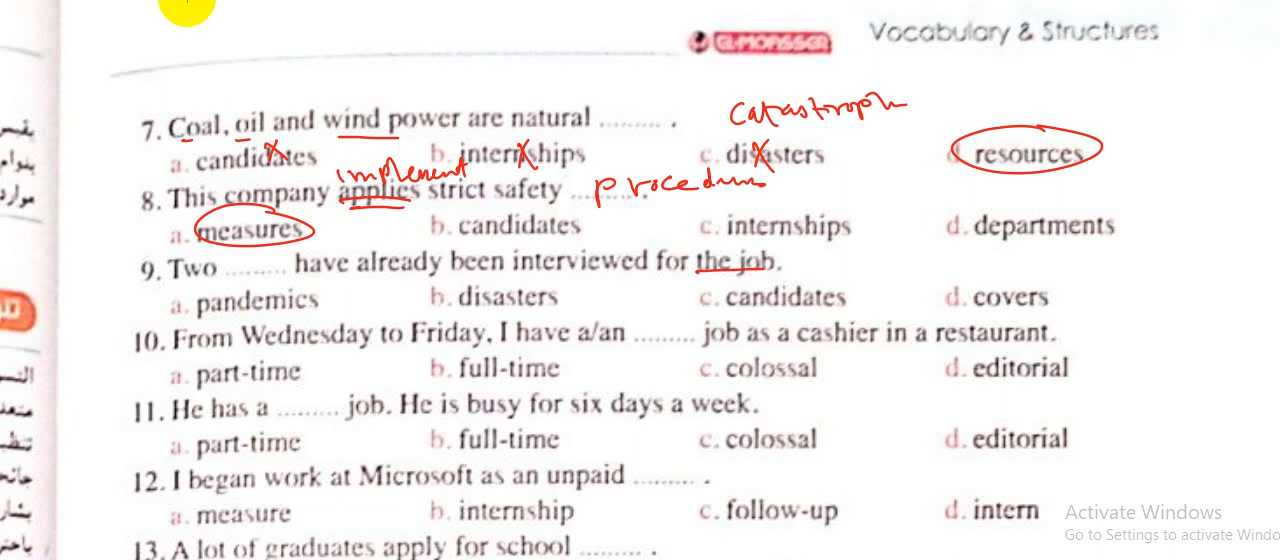 EL-MOASSER
Vocabulary & Structures
catastroph
7. Coal, oil and wind power are natural .......... .
a. candidates b. internships c. disasters d. resources
implement
procedures
8. This company applies strict safety .......... .
a. measures b. candidates c. internships d. departments
9. Two ......... have already been interviewed for the job.
a. pandemics b. disasters c. candidates d. covers
10. From Wednesday to Friday, I have a/an ......... job as a cashier in a restaurant.
a. part-time b. full-time c. colossal d. editorial
11. He has a ......... job. He is busy for six days a week.
a. part-time b. full-time c. colossal d. editorial
12. I began work at Microsoft as an unpaid ......... .
a. measure b. internship c. follow-up d. intern
Activate Windows
Go to Settings to activate Windo
13. A lot of graduates apply for school ......... .